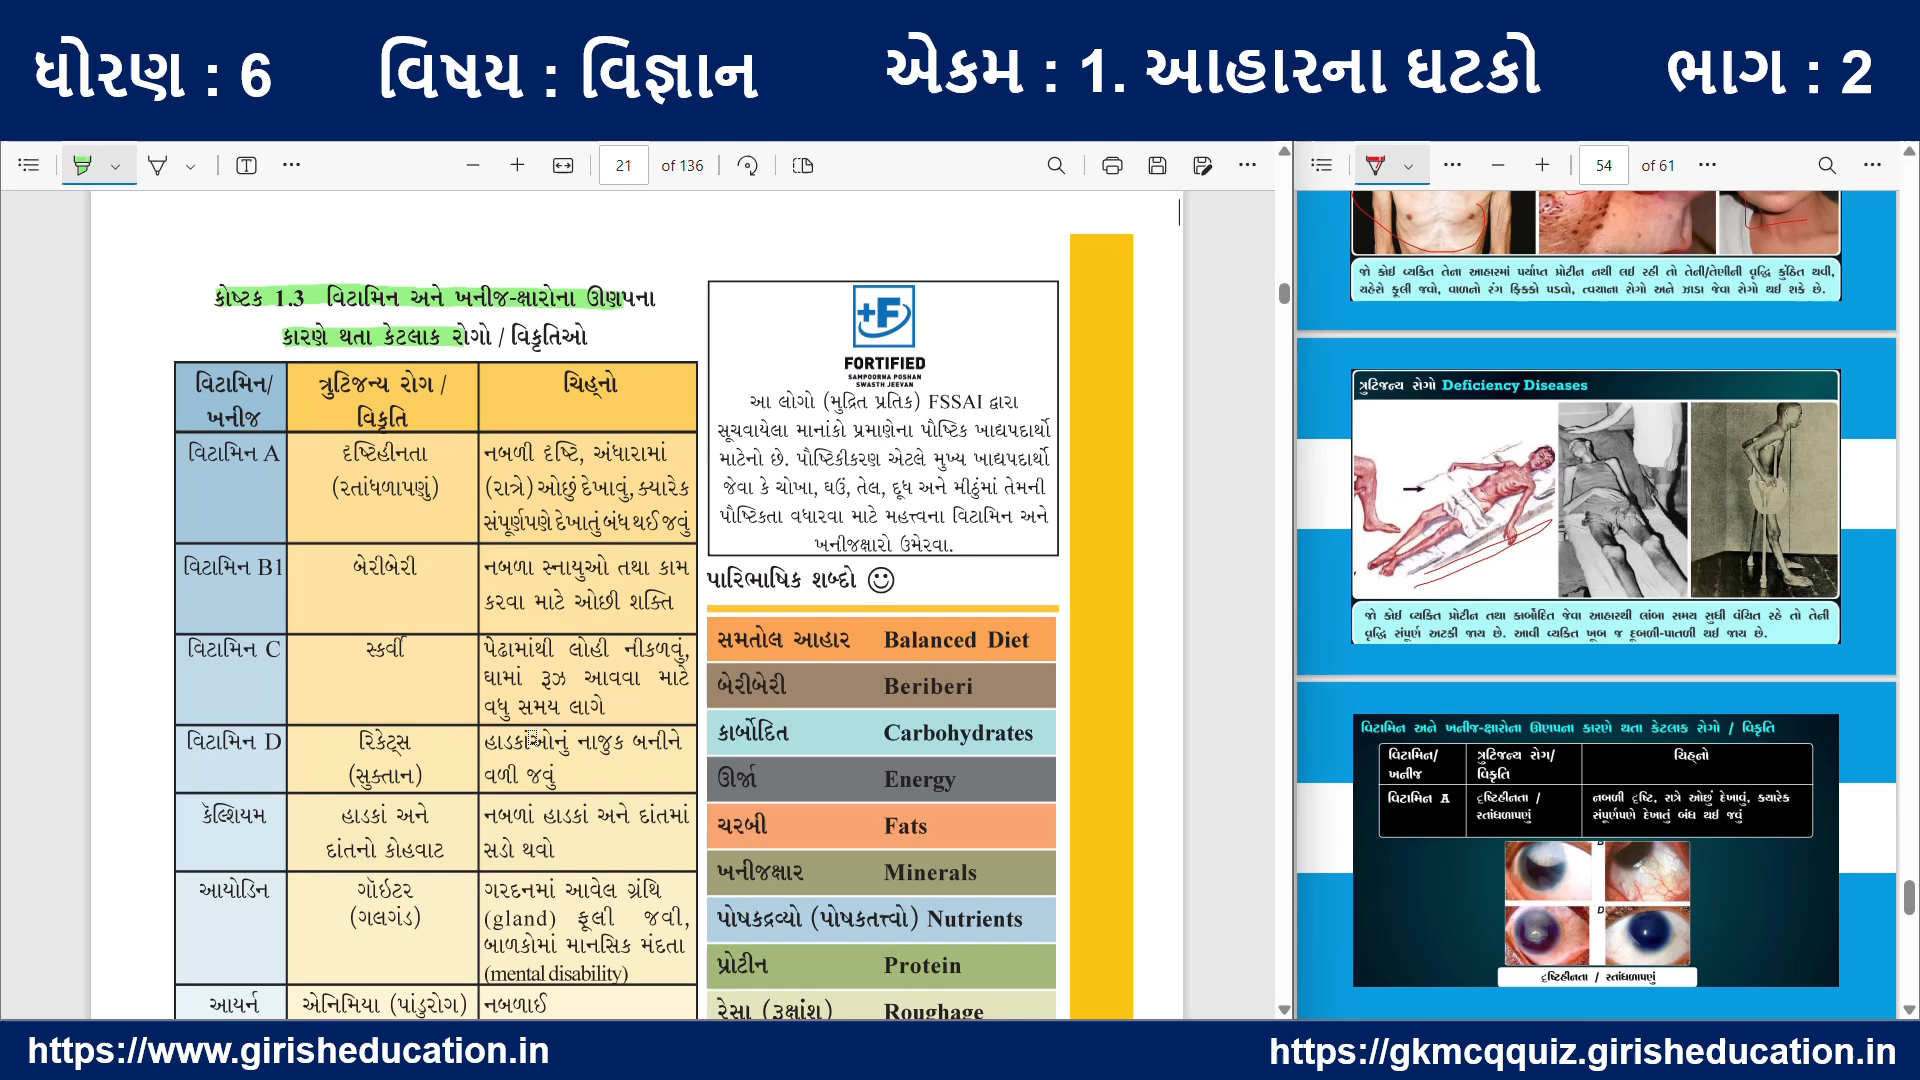 ધોરણ : 6 વિષય : વિજ્ઞાન એકમ : 1. આહારના ઘટકો ભાગ : 2
21 of 136
54 of 61
કોષ્ટક 1.3 વિટામિન અને ખનીજ-ક્ષારોના ઊણપના
કારણે થતા કેટલાક રોગો / વિકૃતિઓ
વિટામિન/ ત્રુટિજન્ય રોગ / ચિહ્નો
ખનીજ વિકૃતિ
વિટામિન A દૃષ્ટિહીનતા નબળી દૃષ્ટિ, અંધારામાં
(રતાંધળાપણું) (રાત્રે) ઓછું દેખાવું, ક્યારેક
સંપૂર્ણપણે દેખાતું બંધ થઈ જવું
વિટામિન B1 બેરીબેરી નબળા સ્નાયુઓ તથા કામ
કરવા માટે ઓછી શક્તિ
વિટામિન C સ્કર્વી પેઢામાંથી લોહી નીકળવું,
ઘામાં રૂઝ આવવા માટે
વધુ સમય લાગે
વિટામિન D રિકેટ્સ હાડકાંઓનું નાજુક બનીને
(સુક્તાન) વળી જવું
કૅલ્શિયમ હાડકાં અને નબળાં હાડકાં અને દાંતમાં
દાંતનો કોહવાટ સડો થવો
આયોડિન ગૉઇટર ગરદનમાં આવેલ ગ્રંથિ
(ગલગંડ) (gland) ફૂલી જવી,
બાળકોમાં માનસિક મંદતા
(mental disability)
આયર્ન એનિમિયા (પાંડુરોગ) નબળાઈ
+F
FORTIFIED
SAMPOORNA POSHAN
SWASTH JEEVAN
આ લોગો (મુદ્રિત પ્રતિક) FSSAI દ્વારા
સૂચવાયેલા માનાંકો પ્રમાણેના પૌષ્ટિક ખાદ્યપદાર્થો
માટેનો છે. પૌષ્ટિકીકરણ એટલે મુખ્ય ખાદ્યપદાર્થો
જેવા કે ચોખા, ઘઉં, તેલ, દૂધ અને મીઠુંમાં તેમની
પૌષ્ટિકતા વધારવા માટે મહત્ત્વના વિટામિન અને
ખનીજક્ષારો ઉમેરવા.
પારિભાષિક શબ્દો
સમતોલ આહાર Balanced Diet
બેરીબેરી Beriberi
કાર્બોદિત Carbohydrates
ઊર્જા Energy
ચરબી Fats
ખનીજક્ષાર Minerals
પોષકદ્રવ્યો (પોષકતત્ત્વો) Nutrients
પ્રોટીન Protein
રેસા (રૂક્ષાંશ) Roughage
જો કોઈ વ્યક્તિ તેના આહારમાં પર્યાપ્ત પ્રોટીન નથી લઈ રહી તો તેની/તેણીની વૃદ્ધિ કુંઠિત થવી,
ચહેરો ફૂલી જવો, વાળનો રંગ ફિક્કો પડવો, ત્વચાના રોગો અને ઝાડા જેવા રોગો થઈ શકે છે.
ત્રુટિજન્ય રોગો Deficiency Diseases
જો કોઈ વ્યક્તિ પ્રોટીન તથા કાર્બોદિત જેવા આહારથી લાંબા સમય સુધી વંચિત રહે તો તેની
વૃદ્ધિ સંપૂર્ણ અટકી જાય છે. આવી વ્યક્તિ ખૂબ જ દૂબળી-પાતળી થઈ જાય છે.
વિટામિન અને ખનીજ-ક્ષારોના ઊણપના કારણે થતા કેટલાક રોગો / વિકૃતિ
વિટામિન/ ત્રુટિજન્ય રોગ/ ચિહ્નો
ખનીજ વિકૃતિ
વિટામિન A દૃષ્ટિહીનતા / નબળી દૃષ્ટિ, રાત્રે ઓછું દેખાવું, ક્યારેક
રતાંધળાપણું સંપૂર્ણપણે દેખાતું બંધ થઈ જવું
D
દૃષ્ટિહીનતા / રતાંધળાપણું
https://www.girisheducation.in https://gkmcqquiz.girisheducation.in